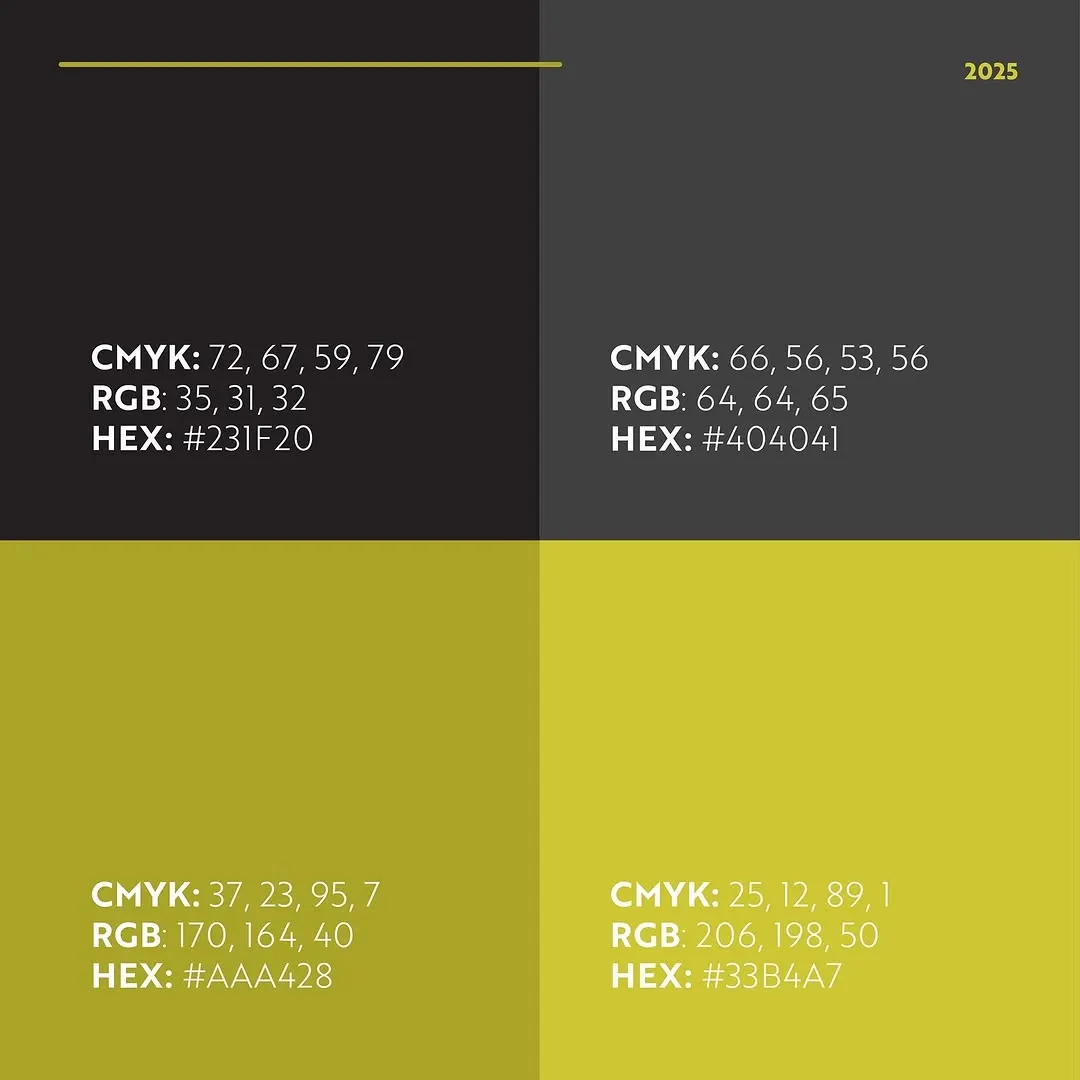 2025
CMYK: 72, 67, 59, 79
RGB: 35, 31, 32
HEX: #231F20
CMYK: 66, 56, 53, 56
RGB: 64, 64, 65
HEX: #404041
CMYK: 37, 23, 95, 7
RGB: 170, 164, 40
HEX: #AAA428
CMYK: 25, 12, 89, 1
RGB: 206, 198, 50
HEX: #33B4A7